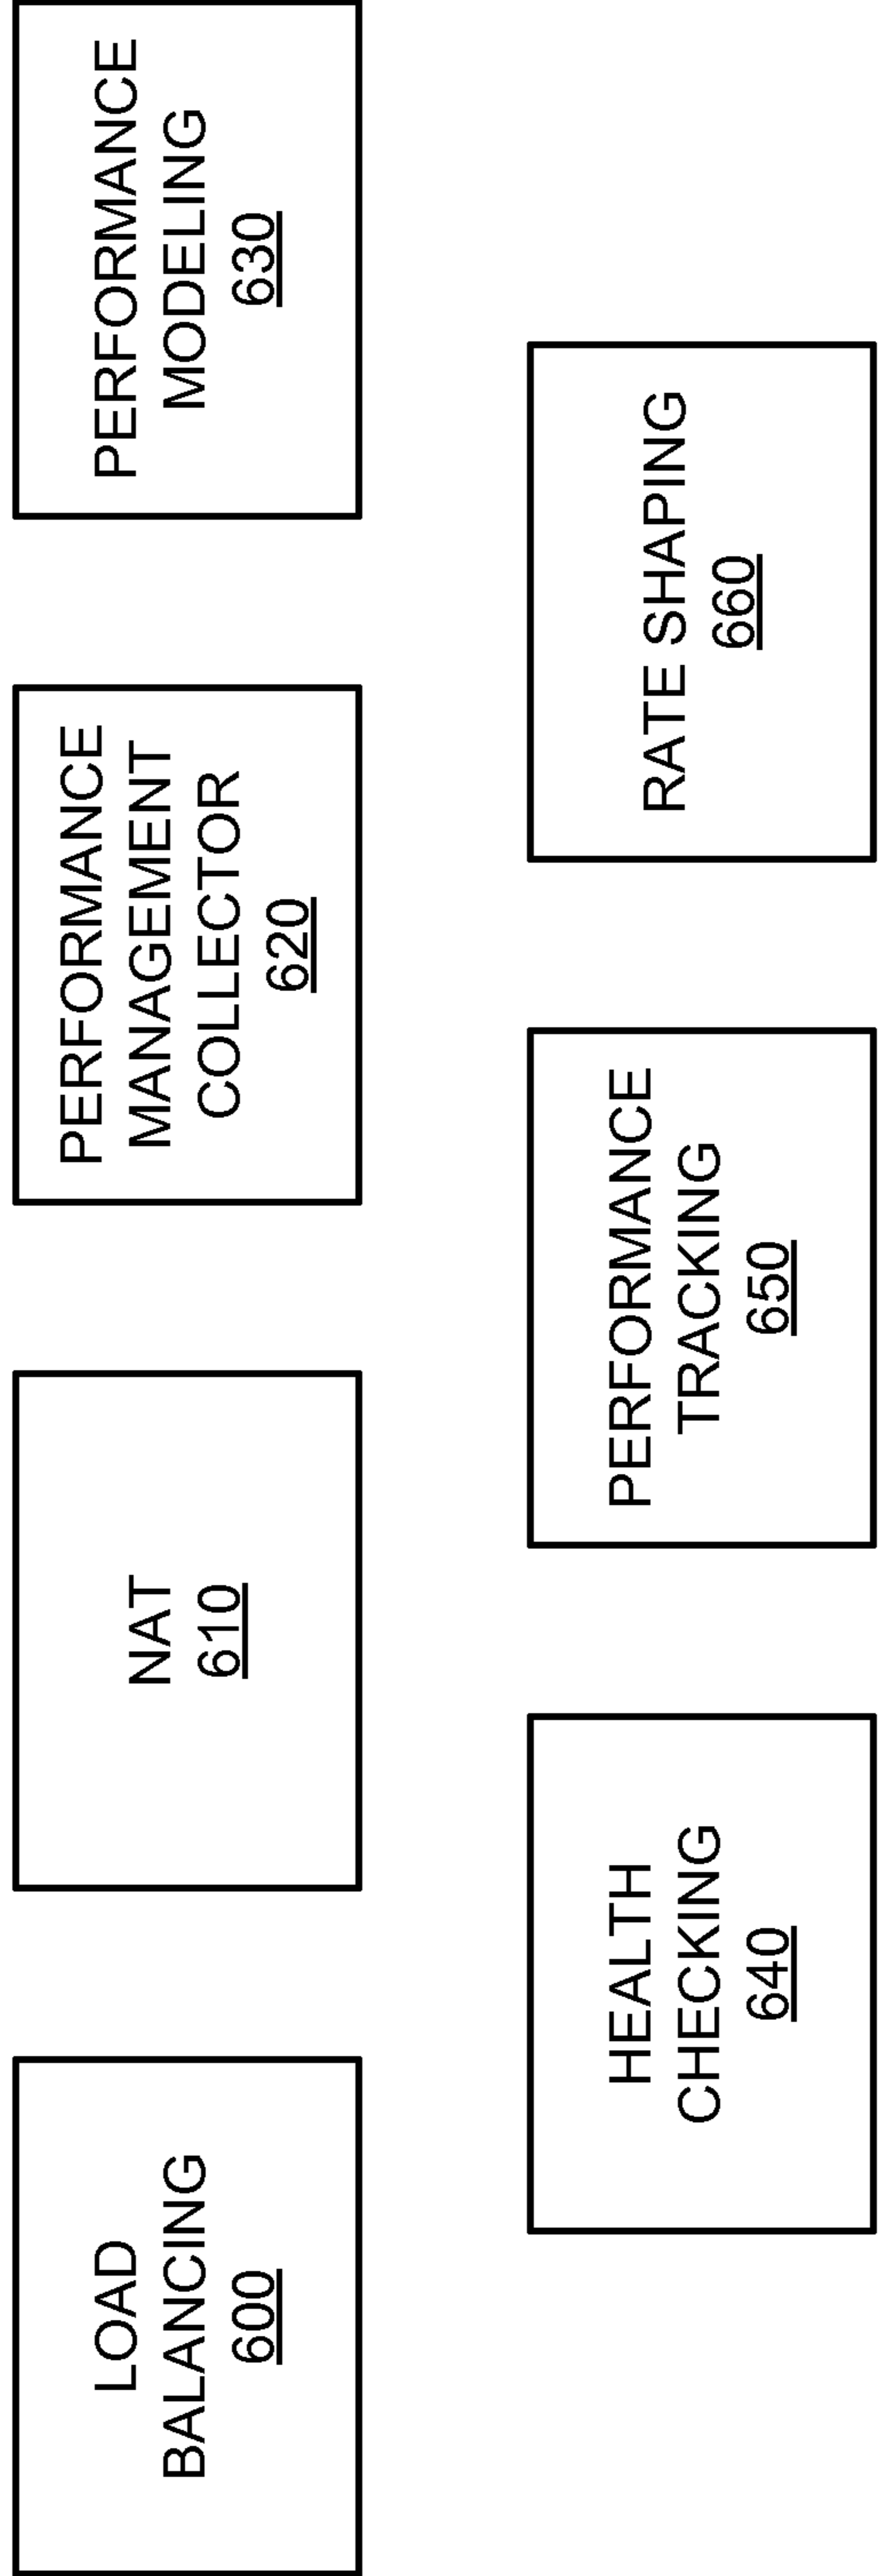 LOAD
BALANCING
600
NAT
610
PERFORMANCE
MANAGEMENT
COLLECTOR
620
PERFORMANCE
MODELING
630
HEALTH
CHECKING
640
PERFORMANCE
TRACKING
650
RATE SHAPING
660